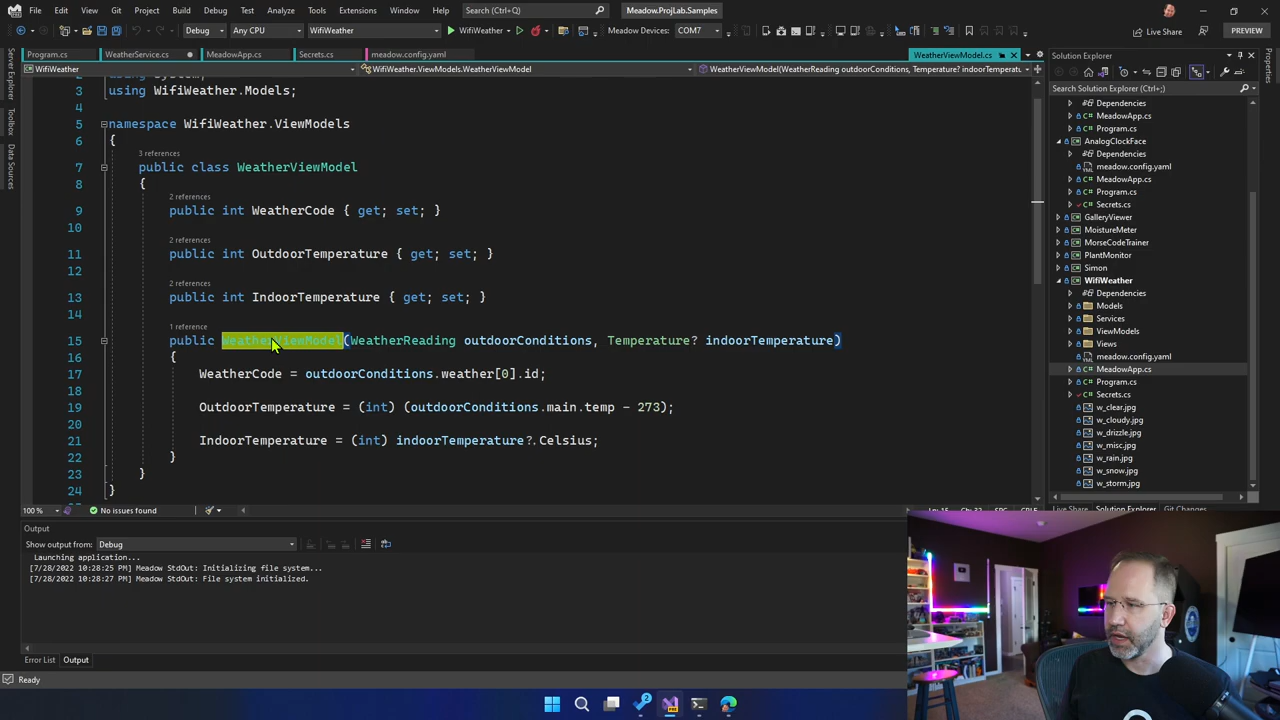 File Edit View Git Project Build Debug Test Analyze Tools Extensions Window Help Search (Ctrl+Q) Meadow.ProjLab.Samples
Debug Any CPU WifiWeather WifiWeather Meadow Devices: COM7 Live Share PREVIEW
Program.cs WeatherService.cs MeadowApp.cs Secrets.cs meadow.config.yaml WeatherViewModel.cs
WifiWeather WifiWeather.ViewModels.WeatherViewModel WeatherViewModel(WeatherReading outdoorConditions, Temperature? indoorTemperatu
Server Explorer
Toolbox
Data Sources
using System;
3 using WifiWeather.Models;
4
5 namespace WifiWeather.ViewModels
6 {
3 references
7 public class WeatherViewModel
8 {
2 references
9 public int WeatherCode { get; set; }
10
2 references
11 public int OutdoorTemperature { get; set; }
12
2 references
13 public int IndoorTemperature { get; set; }
14
1 reference
15 public WeatherViewModel(WeatherReading outdoorConditions, Temperature? indoorTemperature)
16 {
17 WeatherCode = outdoorConditions.weather[0].id;
18
19 OutdoorTemperature = (int) (outdoorConditions.main.temp - 273);
20
21 IndoorTemperature = (int) indoorTemperature?.Celsius;
22 }
23 }
24 }
100 % No issues found
Output
Show output from: Debug
Launching application...
[7/28/2022 10:28:25 PM] Meadow StdOut: Initializing file system...
[7/28/2022 10:28:27 PM] Meadow StdOut: File system initialized.
Error List Output
Ready
Solution Explorer
Search Solution Explorer (Ctrl+;)
Dependencies
MeadowApp.cs
Program.cs
AnalogClockFace
Dependencies
meadow.config.yaml
MeadowApp.cs
Program.cs
Secrets.cs
GalleryViewer
MoistureMeter
MorseCodeTrainer
PlantMonitor
Simon
WifiWeather
Dependencies
Models
Services
ViewModels
Views
meadow.config.yaml
MeadowApp.cs
Program.cs
Secrets.cs
w_clear.jpg
w_cloudy.jpg
w_drizzle.jpg
w_misc.jpg
w_rain.jpg
w_snow.jpg
w_storm.jpg
Live Share Solution Explorer Git Changes
Properties